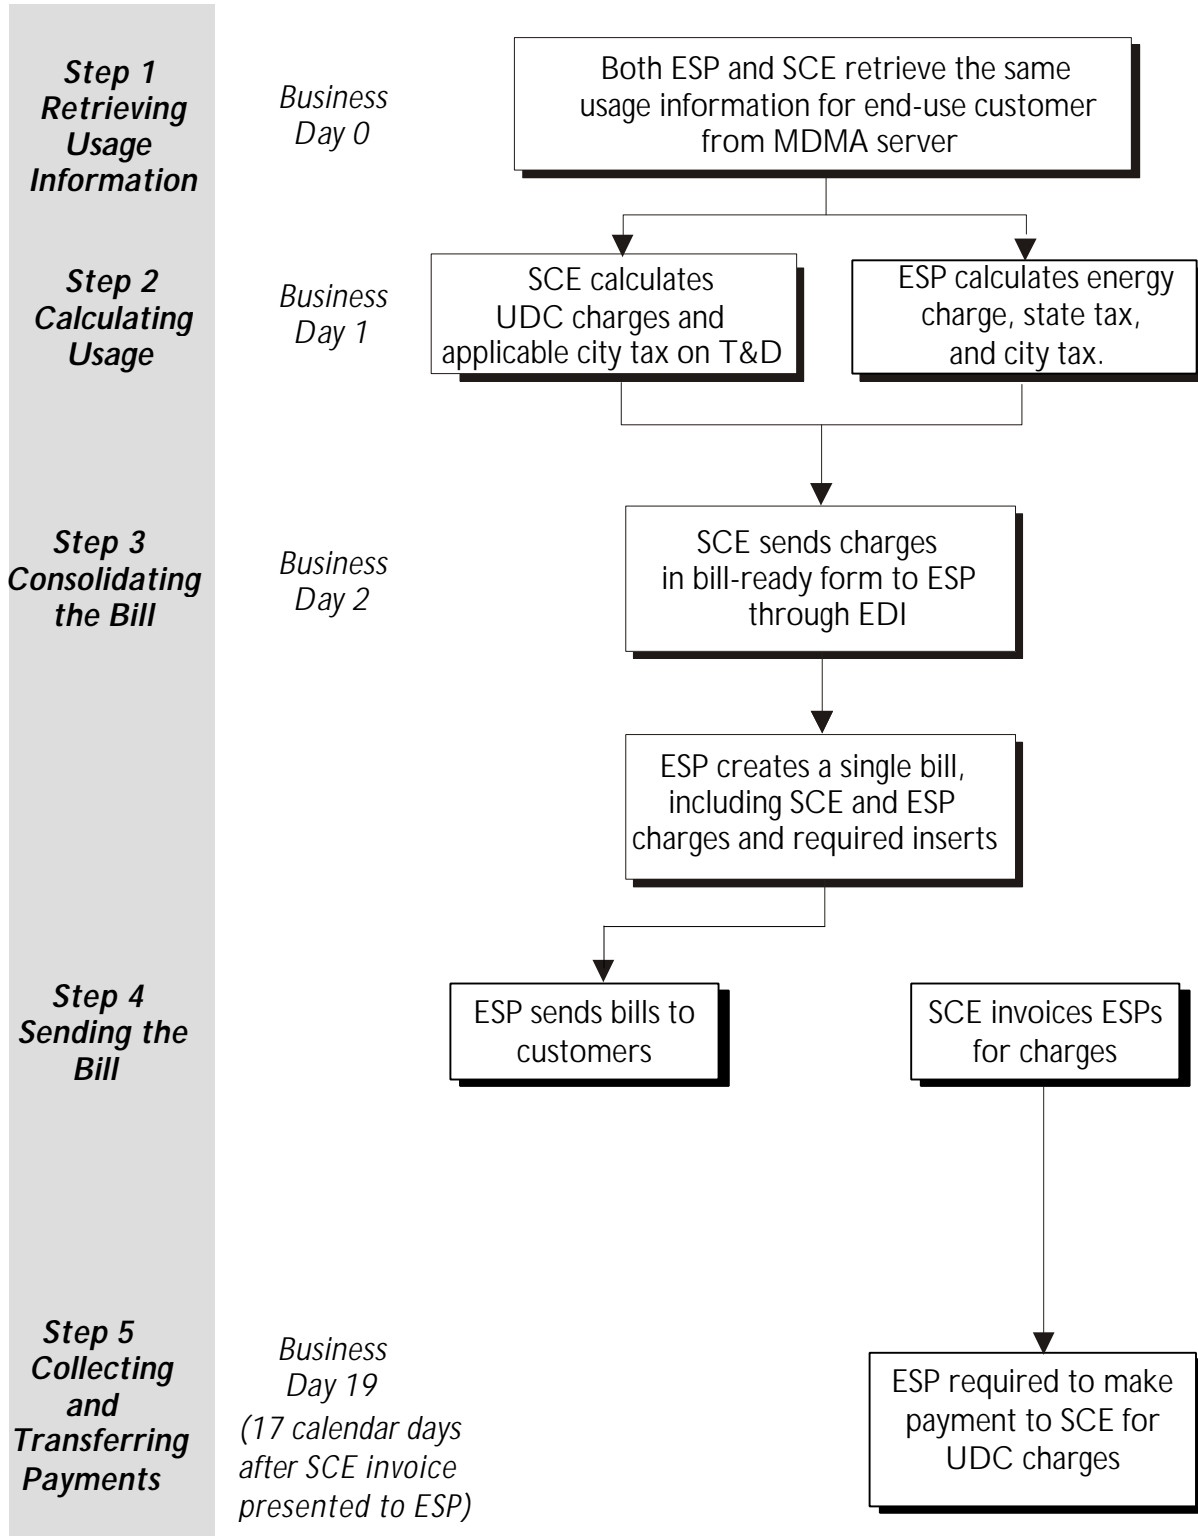 Step 1
Retrieving
Usage
Information
Business
Day 0
Both ESP and SCE retrieve the same
usage information for end-use customer
from MDMA server
Step 2
Calculating
Usage
Business
Day 1
SCE calculates
UDC charges and
applicable city tax on T&D
ESP calculates energy
charge, state tax,
and city tax.
Step 3
Consolidating
the Bill
Business
Day 2
SCE sends charges
in bill-ready form to ESP
through EDI
ESP creates a single bill,
including SCE and ESP
charges and required inserts
Step 4
Sending the
Bill
ESP sends bills to
customers
SCE invoices ESPs
for charges
Step 5
Collecting
and
Transferring
Payments
Business
Day 19
(17 calendar days
after SCE invoice
presented to ESP)
ESP required to make
payment to SCE for
UDC charges